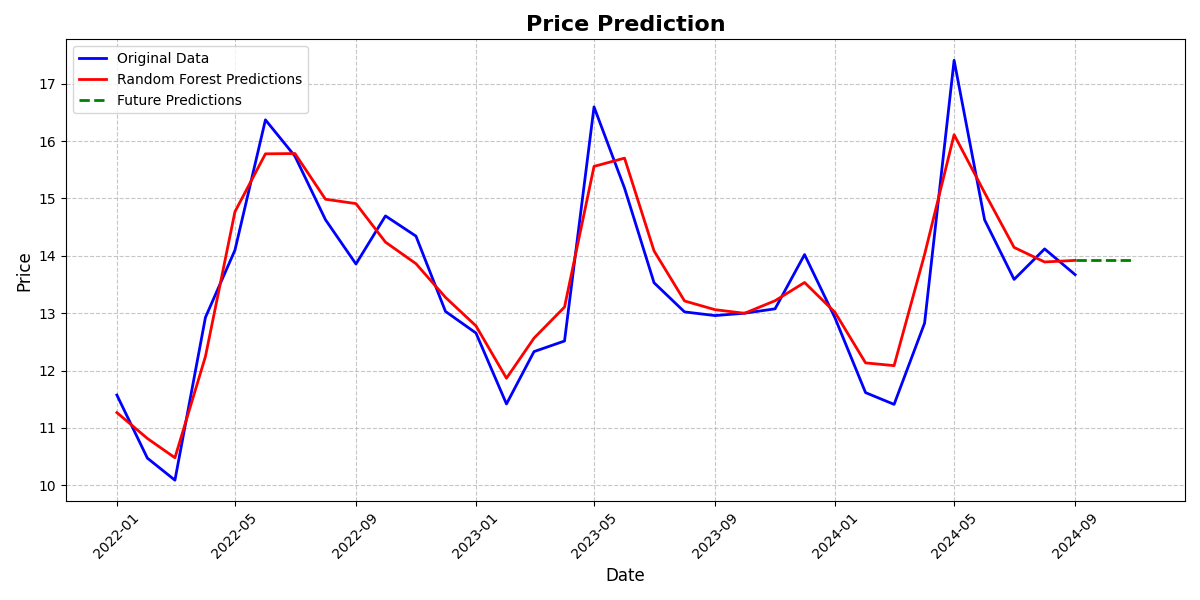 Price Prediction
Original Data
Random Forest Predictions
Future Predictions
Price
17
16
15
14
13
12
11
10
2022-01
2022-05
2022-09
2023-01
2023-05
2023-09
2024-01
2024-05
2024-09
Date